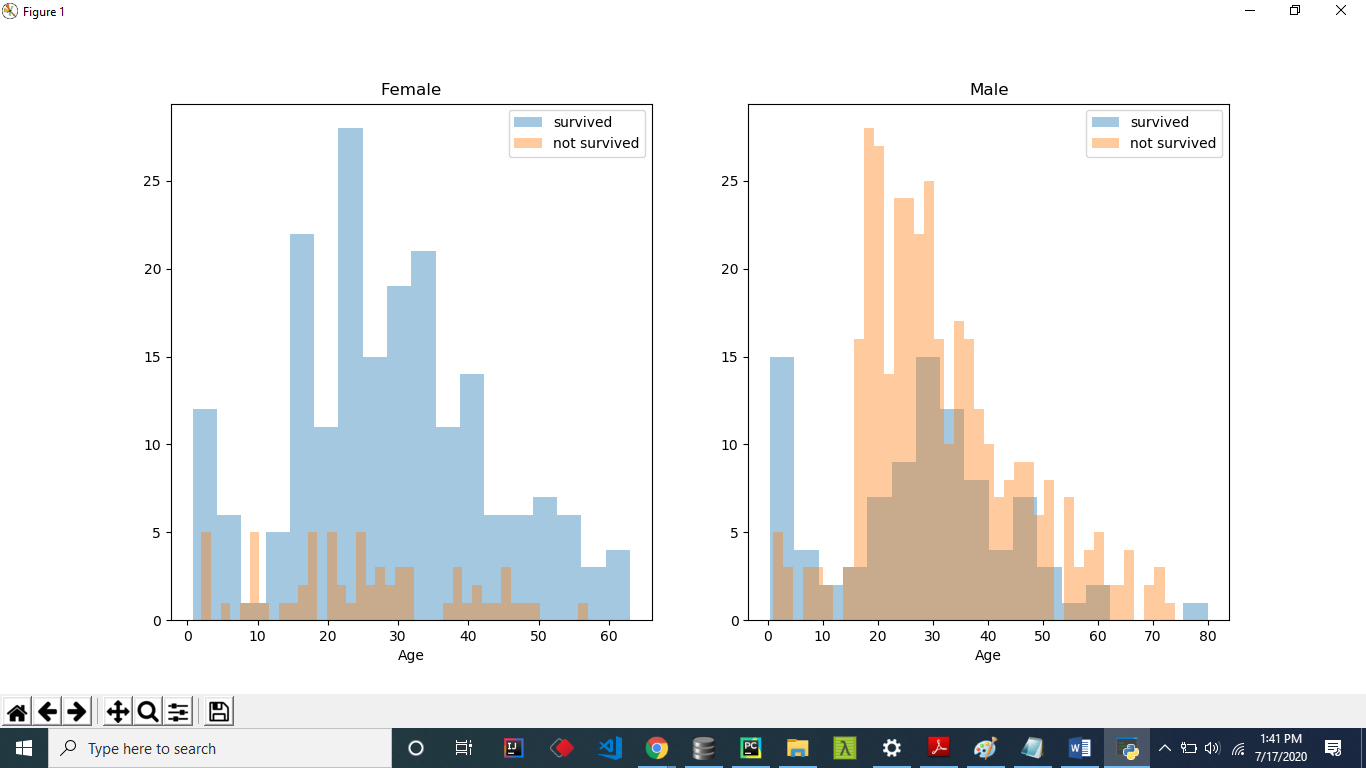 Figure 1
Female
survived
not survived
25
20
15
10
5
0
0 10 20 30 40 50 60
Age
Male
survived
not survived
25
20
15
10
5
0
0 10 20 30 40 50 60 70 80
Age
Type here to search
IJ
PC
λ
W
1:41 PM
7/17/2020